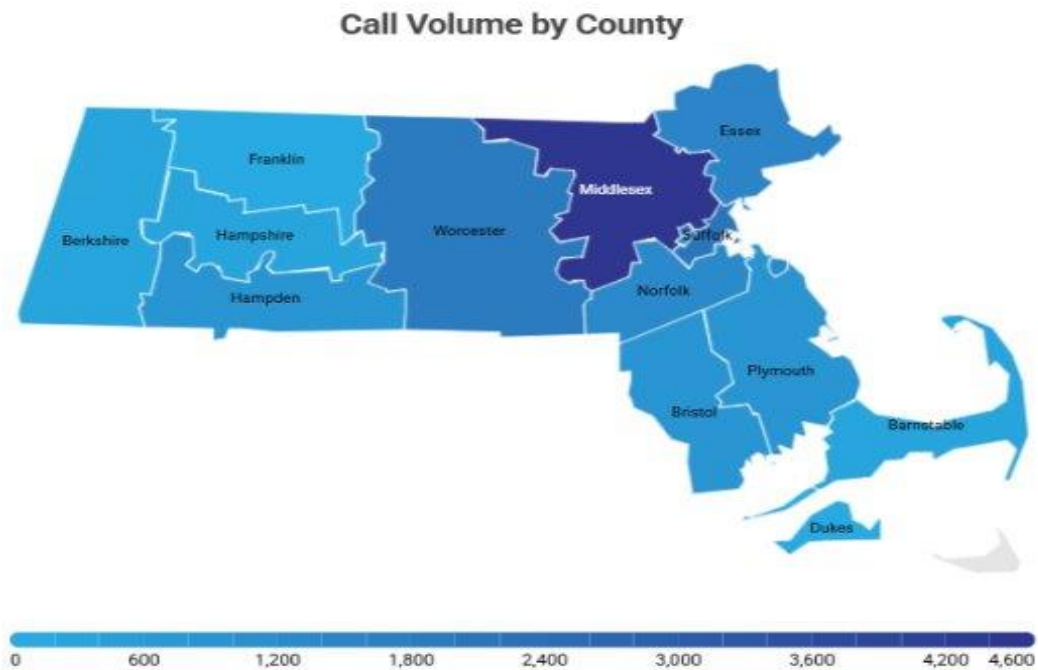 Call Volume by County
Essex
Franklin
Middlesex
Worcester
Suffolk
Hampshire
Berkshire
Norfolk
Hampden
Plymouth
Bristol
Barnstable
Dukes
0 600 1,200 1,800 2,400 3,000 3,600 4,200 4,600